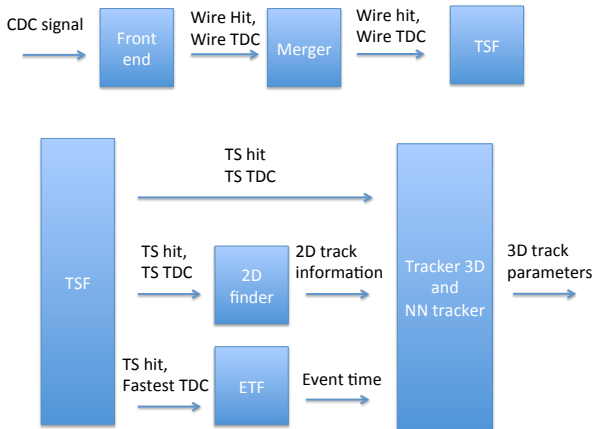 CDC signal
Front
end
Wire Hit,
Wire TDC
Merger
Wire hit,
Wire TDC
TSF
TSF
TS hit
TS TDC
TS hit,
TS TDC
2D
finder
2D track
information
Tracker 3D
and
NN tracker
3D track
parameters
TS hit,
Fastest TDC
ETF
Event time